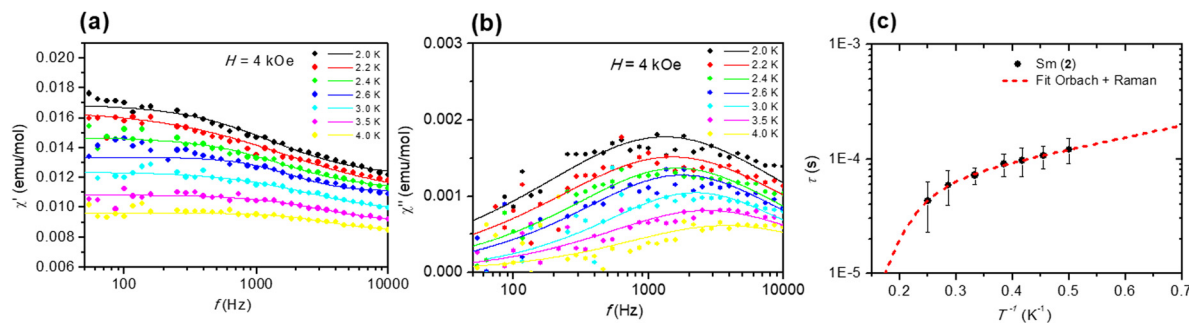 (a)
0.020
0.018
0.016
0.014
0.012
0.010
0.008
0.006
χ' (emu/mol)
H = 4 kOe
2.0 K
2.2 K
2.4 K
2.6 K
3.0 K
3.5 K
4.0 K
100
1000
10000
f (Hz)
(b)
0.003
0.002
0.001
0.000
χ'' (emu/mol)
H = 4 kOe
2.0 K
2.2 K
2.4 K
2.6 K
3.0 K
3.5 K
4.0 K
100
1000
10000
f (Hz)
(c)
1E-3
1E-4
1E-5
τ (s)
Sm (2)
Fit Orbach + Raman
0.2
0.3
0.4
0.5
0.6
0.7
T⁻¹ (K⁻¹)